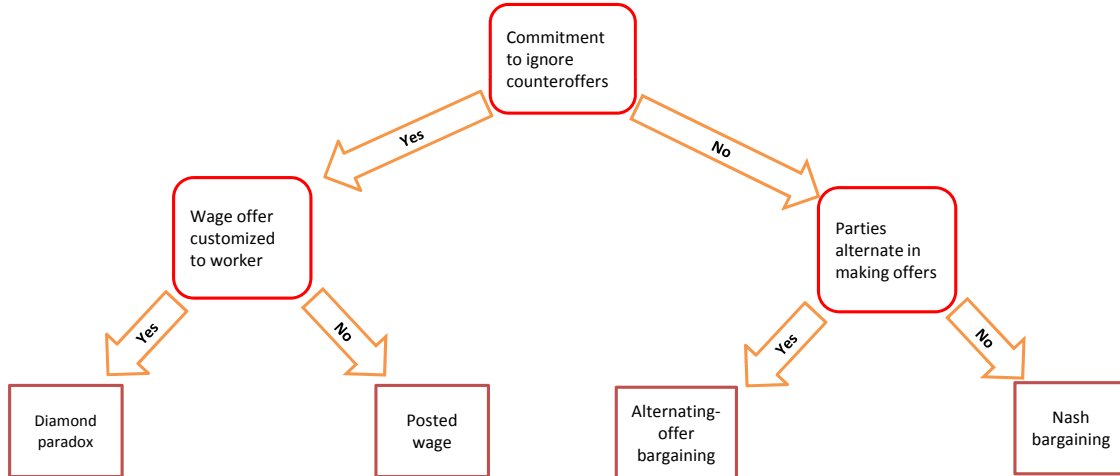 Commitment
to ignore
counteroffers
Yes
No
Wage offer
customized
to worker
Parties
alternate in
making offers
Yes
No
Yes
No
Diamond
paradox
Posted
wage
Alternating-
offer
bargaining
Nash
bargaining